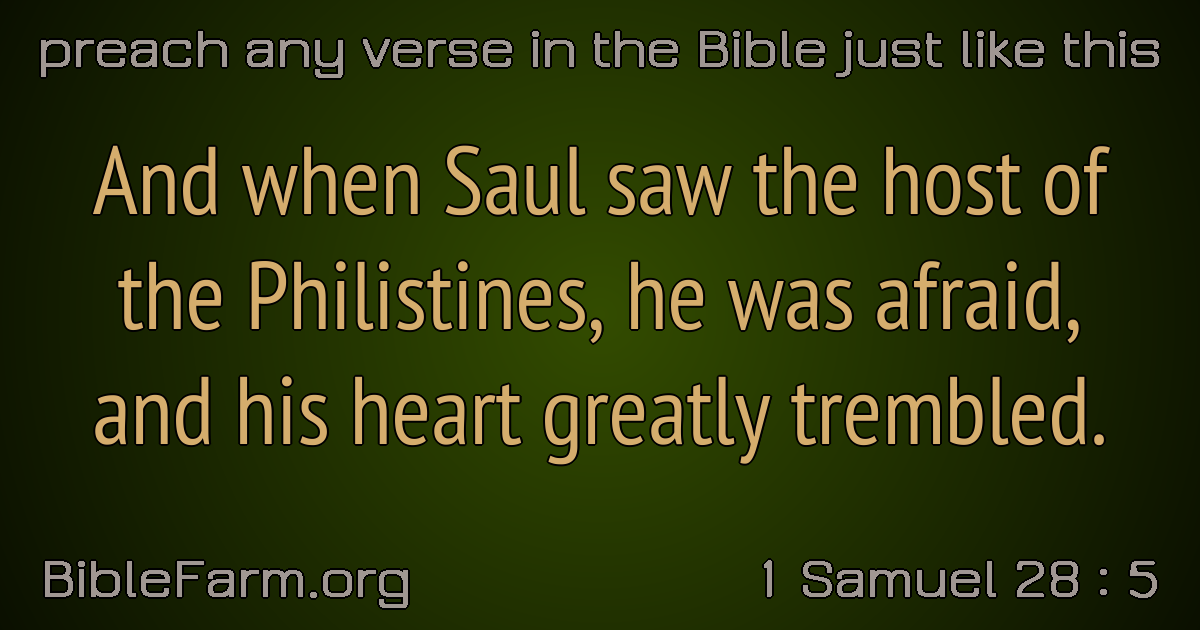 preach any verse in the Bible just like this
And when Saul saw the host of
the Philistines, he was afraid,
and his heart greatly trembled.
BibleFarm.org
1 Samuel 28 : 5